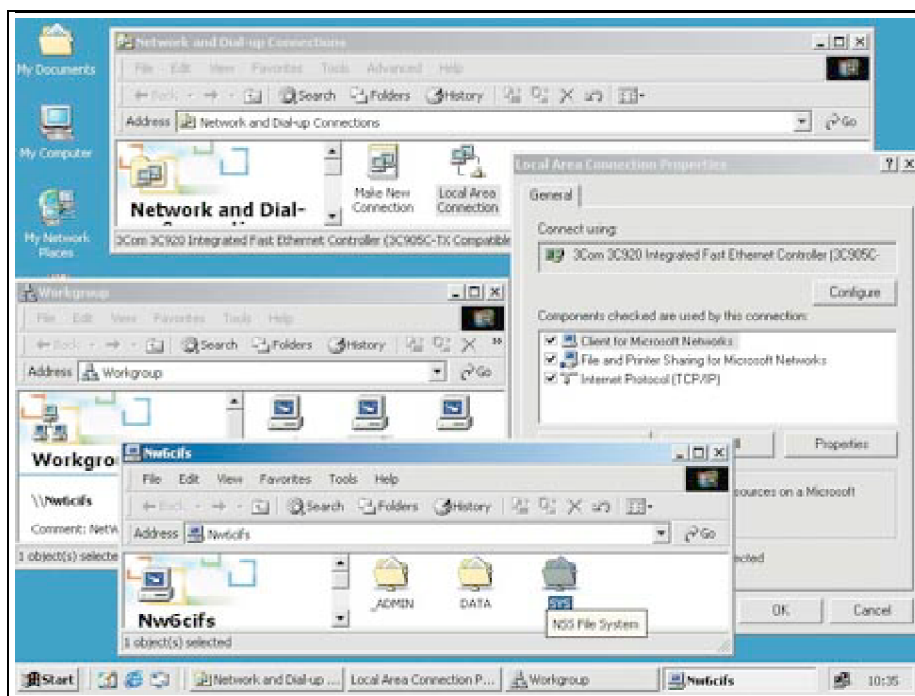 My Documents
My Computer
My Network
Places
Network and Dial-up Connections
File Edit View Favorites Tools Advanced Help
Back
Search Folders History
Address Network and Dial-up Connections Go
Network and Dial-
Make New
Connection
Local Area
Connection
3Com 3C920 Integrated Fast Ethernet Controller (3C905C-TX Compatible
Local Area Connection Properties
General
Connect using:
3Com 3C920 Integrated Fast Ethernet Controller (3C905C-
Configure
Components checked are used by this connection:
Client for Microsoft Networks
File and Printer Sharing for Microsoft Networks
Internet Protocol (TCP/IP)
Properties
sources on a Microsoft
OK Cancel
Workgroup
File Edit View Favorites Tools Help
Back
Search Folders History
Address Workgroup Go
Workgro
\\Nw6cifs
Comment: NetW
1 object(s) selecte
Nw6cifs
File Edit View Favorites Tools Help
Back
Search Folders History
Address Nw6cifs Go
Nw6cifs
_ADMIN
DATA
SYS
NSS File System
1 object(s) selected
Start
Network and Dial-up ...
Local Area Connection P...
Workgroup
Nw6cifs
10:35